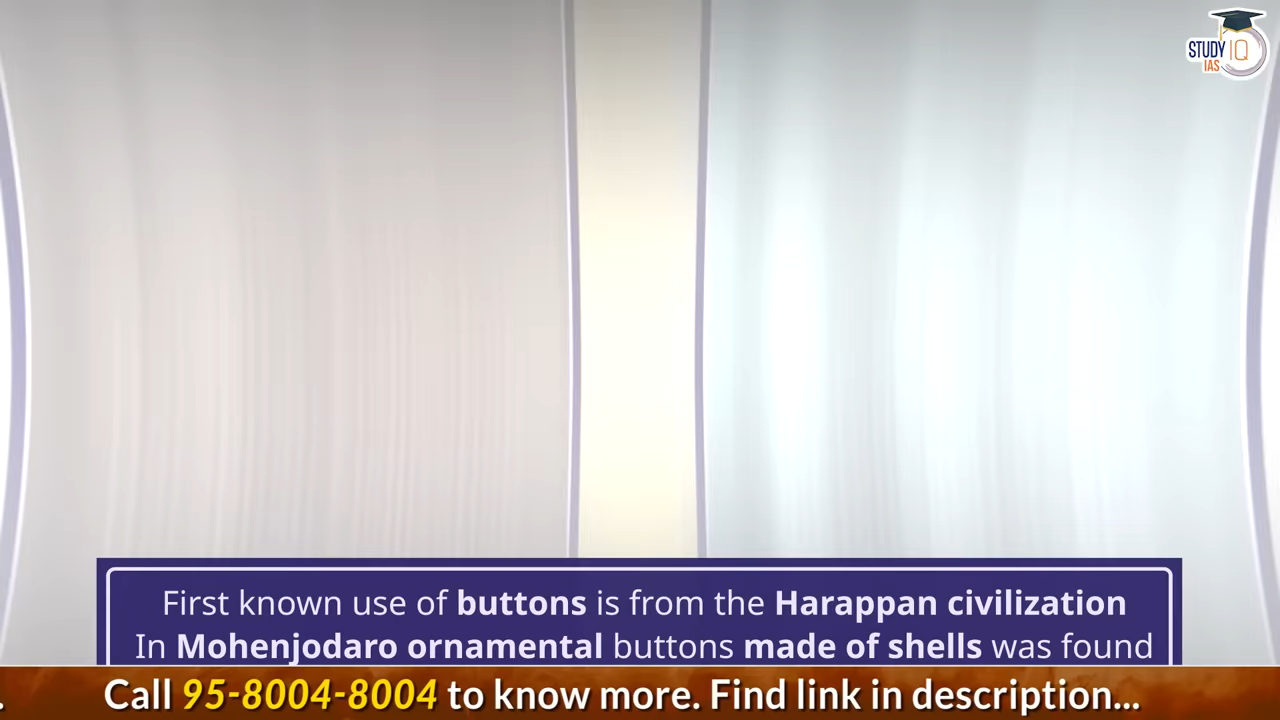 STUDY IQ
IAS
First known use of buttons is from the Harappan civilization
In Mohenjodaro ornamental buttons made of shells was found
. Call 95-8004-8004 to know more. Find link in description...